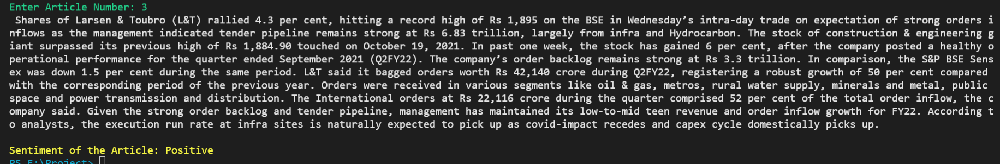 Enter Article Number: 3
Shares of Larsen & Toubro (L&T) rallied 4.3 per cent, hitting a record high of Rs 1,895 on the BSE in Wednesday’s intra-day trade on expectation of strong orders i
nflows as the management indicated tender pipeline remains strong at Rs 6.83 trillion, largely from infra and Hydrocarbon. The stock of construction & engineering g
iant surpassed its previous high of Rs 1,884.90 touched on October 19, 2021. In past one week, the stock has gained 6 per cent, after the company posted a healthy o
perational performance for the quarter ended September 2021 (Q2FY22). The company’s order backlog remains strong at Rs 3.3 trillion. In comparison, the S&P BSE Sens
ex was down 1.5 per cent during the same period. L&T said it bagged orders worth Rs 42,140 crore during Q2FY22, registering a robust growth of 50 per cent compared
with the corresponding period of the previous year. Orders were received in various segments like oil & gas, metros, rural water supply, minerals and metal, public
space and power transmission and distribution. The International orders at Rs 22,116 crore during the quarter comprised 52 per cent of the total order inflow, the c
ompany said. Given the strong order backlog and tender pipeline, management has maintained its low-to-mid teen revenue and order inflow growth for FY22. According t
o analysts, the execution run rate at infra sites is naturally expected to pick up as covid-impact recedes and capex cycle domestically picks up.
Sentiment of the Article: Positive
PS E:\Project>